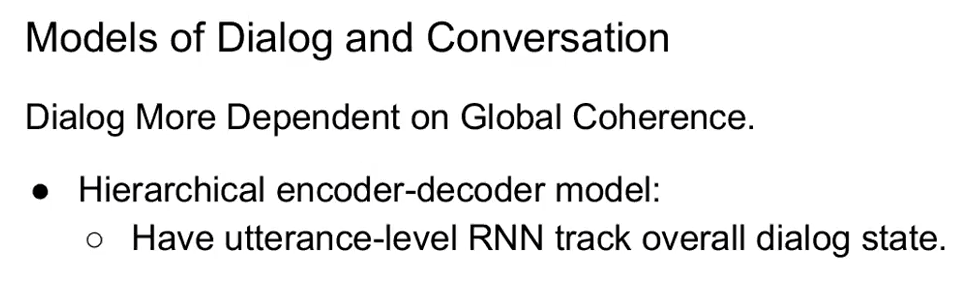 Models of Dialog and Conversation
Dialog More Dependent on Global Coherence.
● Hierarchical encoder-decoder model:
○ Have utterance-level RNN track overall dialog state.